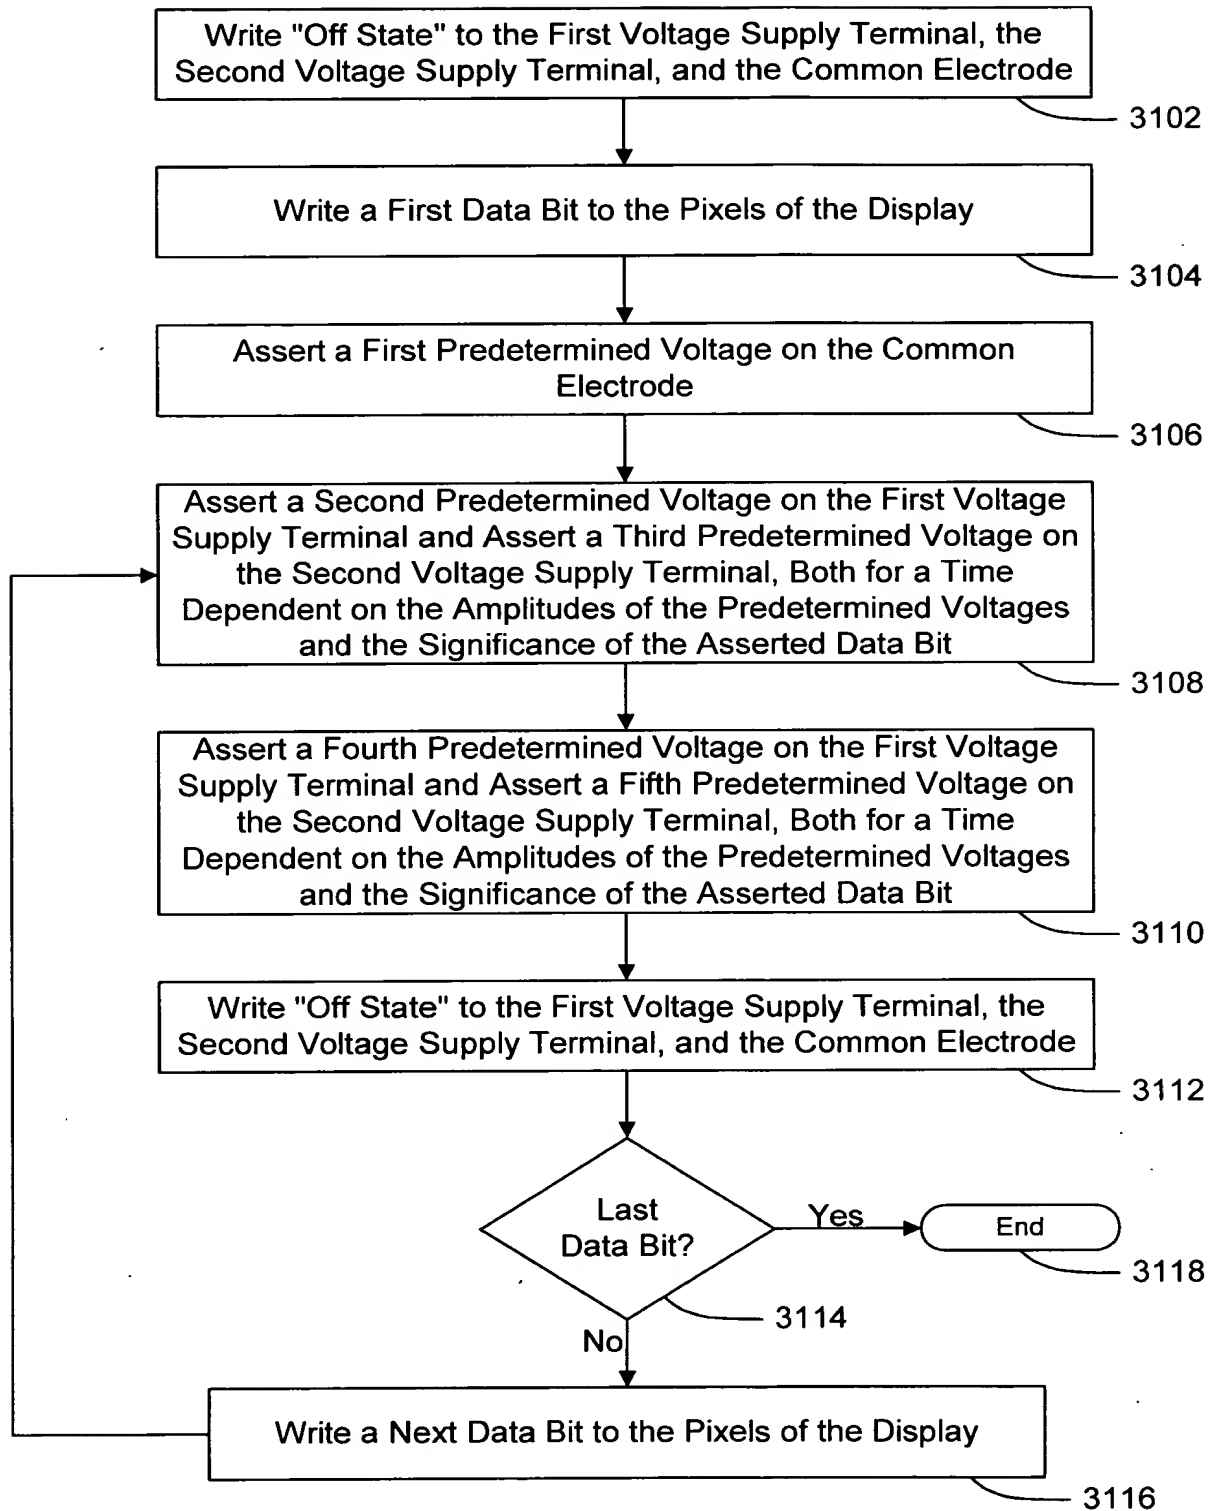 Write "Off State" to the First Voltage Supply Terminal, the
Second Voltage Supply Terminal, and the Common Electrode
3102
Write a First Data Bit to the Pixels of the Display
3104
Assert a First Predetermined Voltage on the Common
Electrode
3106
Assert a Second Predetermined Voltage on the First Voltage
Supply Terminal and Assert a Third Predetermined Voltage on
the Second Voltage Supply Terminal, Both for a Time
Dependent on the Amplitudes of the Predetermined Voltages
and the Significance of the Asserted Data Bit
3108
Assert a Fourth Predetermined Voltage on the First Voltage
Supply Terminal and Assert a Fifth Predetermined Voltage on
the Second Voltage Supply Terminal, Both for a Time
Dependent on the Amplitudes of the Predetermined Voltages
and the Significance of the Asserted Data Bit
3110
Write "Off State" to the First Voltage Supply Terminal, the
Second Voltage Supply Terminal, and the Common Electrode
3112
Last
Data Bit?
Yes
End
3118
3114
No
Write a Next Data Bit to the Pixels of the Display
3116